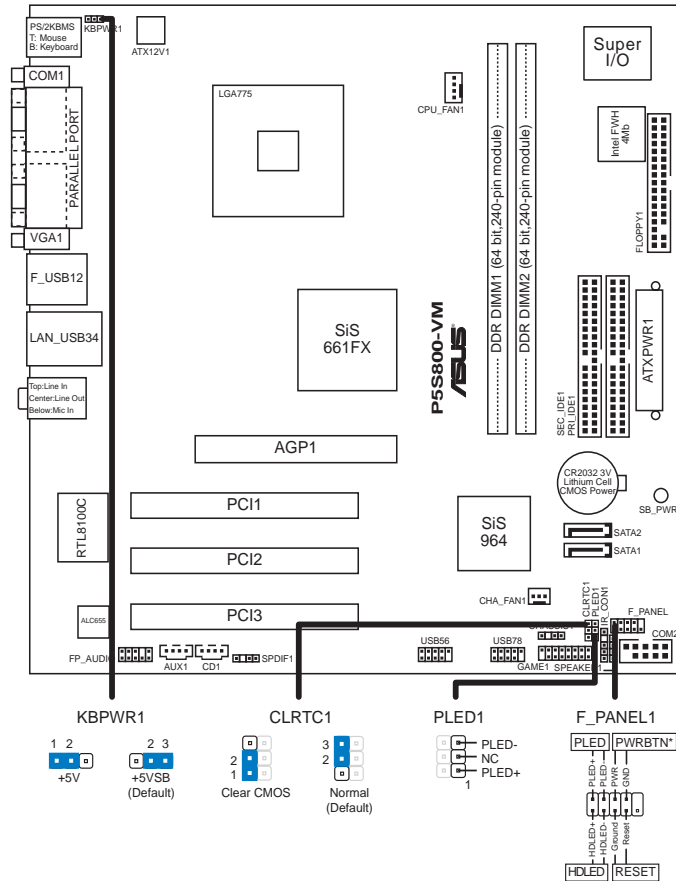 PS/2KBMS
T: Mouse
B: Keyboard
KBPWR1
ATX12V1
COM1
PARALLEL PORT
VGA1
F_USB12
LAN_USB34
Top:Line In
Center:Line Out
Below:Mic In
RTL8100C
ALC655
FP_AUDIO
LGA775
CPU_FAN1
DDR DIMM1 (64 bit,240-pin module)
DDR DIMM2 (64 bit,240-pin module)
Super
I/O
Intel FWH
4Mb
FLOPPY1
SiS
661FX
P5S800-VM
ASUS
SEC_IDE1
PRI_IDE1
ATXPWR1
AGP1
PCI1
PCI2
PCI3
CR2032 3V
Lithium Cell
CMOS Power
SB_PWR
SiS
964
SATA2
SATA1
CHA_FAN1
CLRTC1
PLED1
IR_CON1
F_PANEL
COM2
AUX1
CD1
SPDIF1
USB56
USB78
GAME1
SPEAKER1
KBPWR1
1 2
+5V
2 3
+5VSB
(Default)
CLRTC1
2
1
Clear CMOS
3
2
Normal
(Default)
PLED1
PLED-
NC
PLED+
1
F_PANEL1
PLED
PWRBTN*
PLED+
PLED-
PWR
GND
HDLED+
HDLED-
Ground
Reset
HDLED
RESET